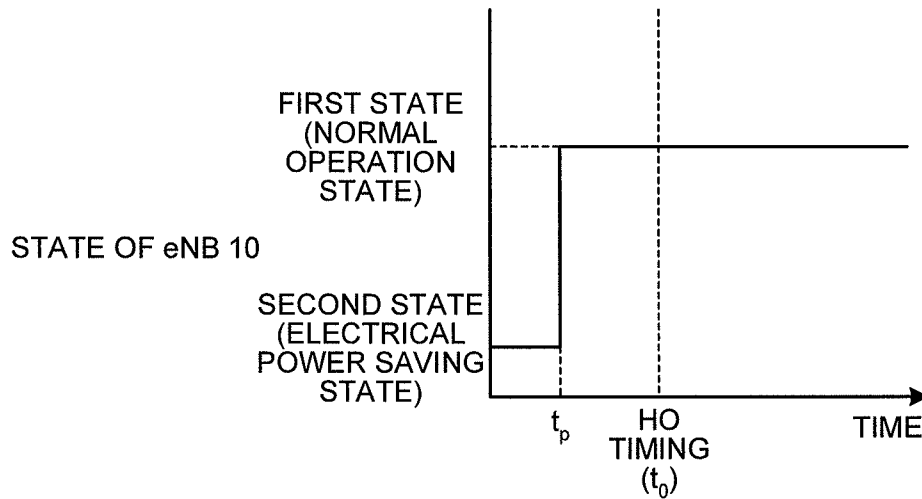 FIRST STATE
(NORMAL
OPERATION
STATE)
STATE OF eNB 10
SECOND STATE
(ELECTRICAL
POWER SAVING
STATE)
tp
HO
TIMING
(t0)
TIME